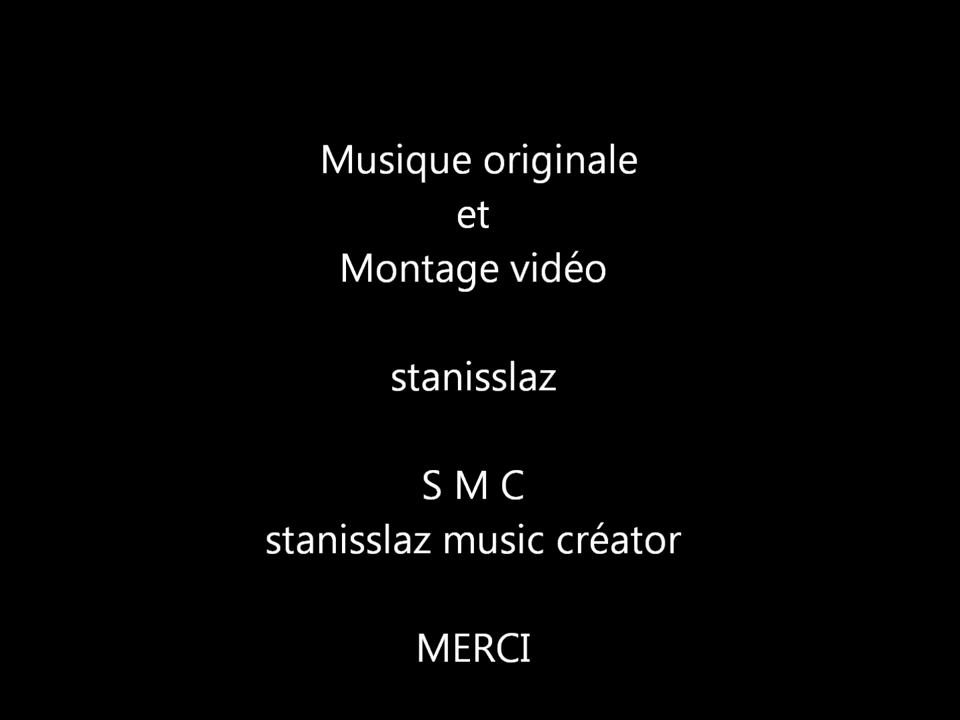 Musique originale
et
Montage vidéo
stanisslaz
S M C
stanisslaz music créator
MERCI